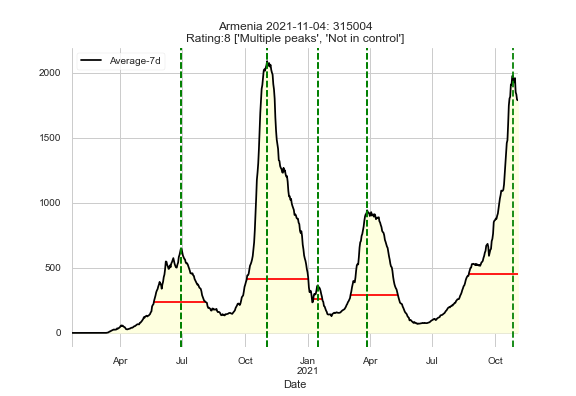 Armenia 2021-11-04: 315004
Rating:8 ['Multiple peaks', 'Not in control']
Average-7d
2000
1500
1000
500
0
Apr Jul Oct Jan Apr Jul Oct
2021
Date